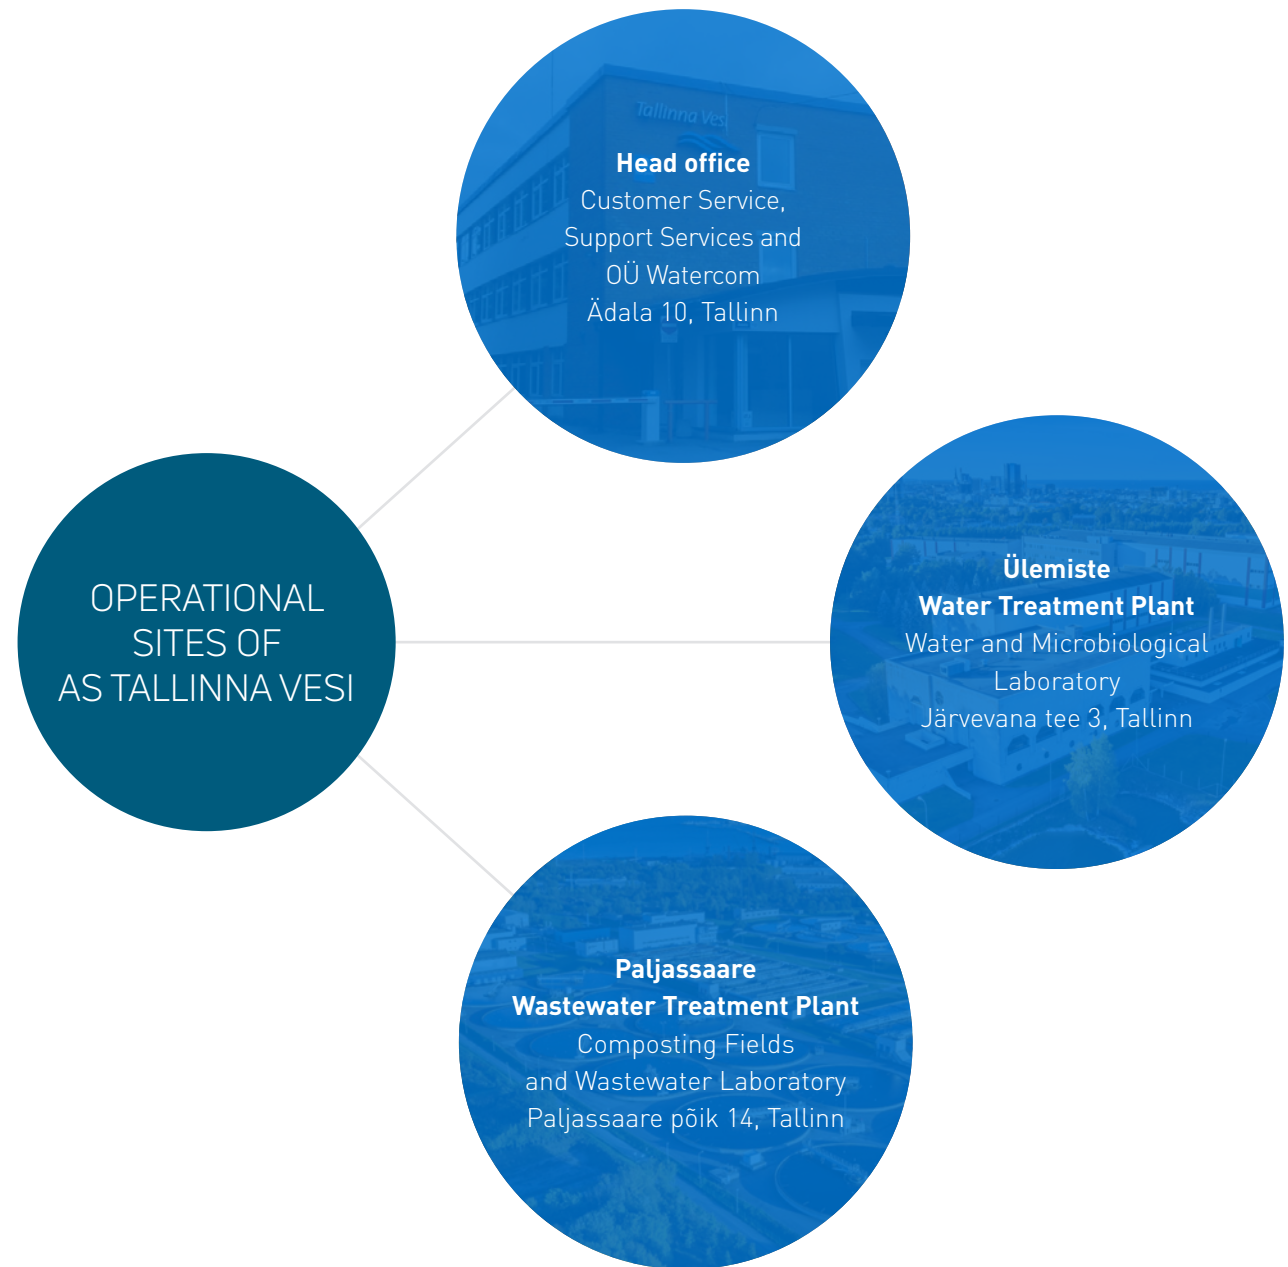 Tallinna Vesi
Head office
Customer Service,
Support Services and
OÜ Watercom
Ädala 10, Tallinn
OPERATIONAL
SITES OF
AS TALLINNA VESI
Ülemiste
Water Treatment Plant
Water and Microbiological
Laboratory
Järvevana tee 3, Tallinn
Paljassaare
Wastewater Treatment Plant
Composting Fields
and Wastewater Laboratory
Paljassaare põik 14, Tallinn